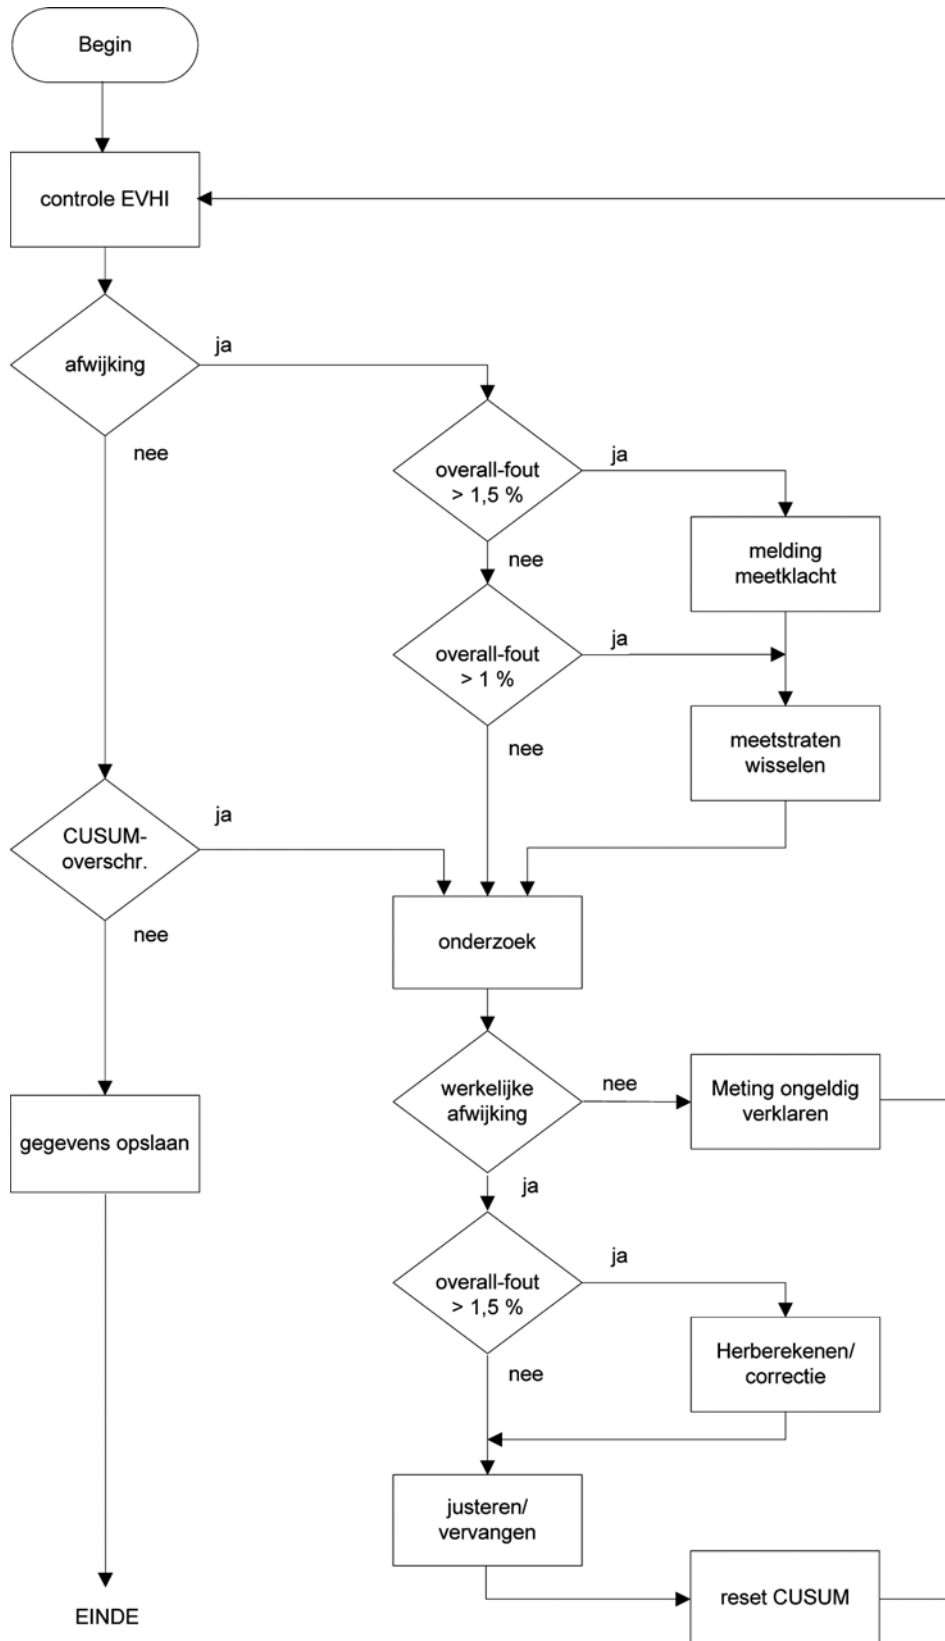 Begin
controle EVHI
afwijking
ja
nee
overall-fout
> 1,5 %
ja
nee
melding
meetklacht
overall-fout
> 1 %
ja
nee
meetstraten
wisselen
CUSUM-
overschr.
ja
nee
onderzoek
werkelijke
afwijking
nee
ja
Meting ongeldig
verklaren
gegevens opslaan
overall-fout
> 1,5 %
ja
nee
Herberekenen/
correctie
justeren/
vervangen
reset CUSUM
EINDE